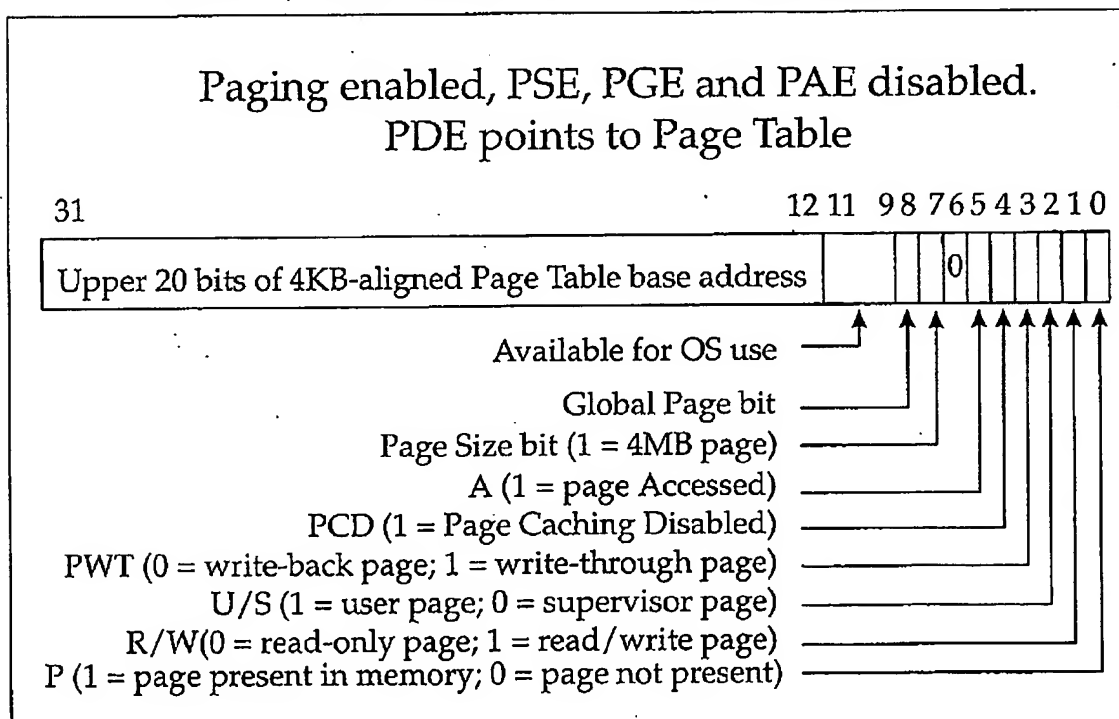 Paging enabled, PSE, PGE and PAE disabled.
PDE points to Page Table
31 12 11 9 8 7 6 5 4 3 2 1 0
Upper 20 bits of 4KB-aligned Page Table base address 0
Available for OS use
Global Page bit
Page Size bit (1 = 4MB page)
A (1 = page Accessed)
PCD (1 = Page Caching Disabled)
PWT (0 = write-back page; 1 = write-through page)
U/S (1 = user page; 0 = supervisor page)
R/W(0 = read-only page; 1 = read/write page)
P (1 = page present in memory; 0 = page not present)